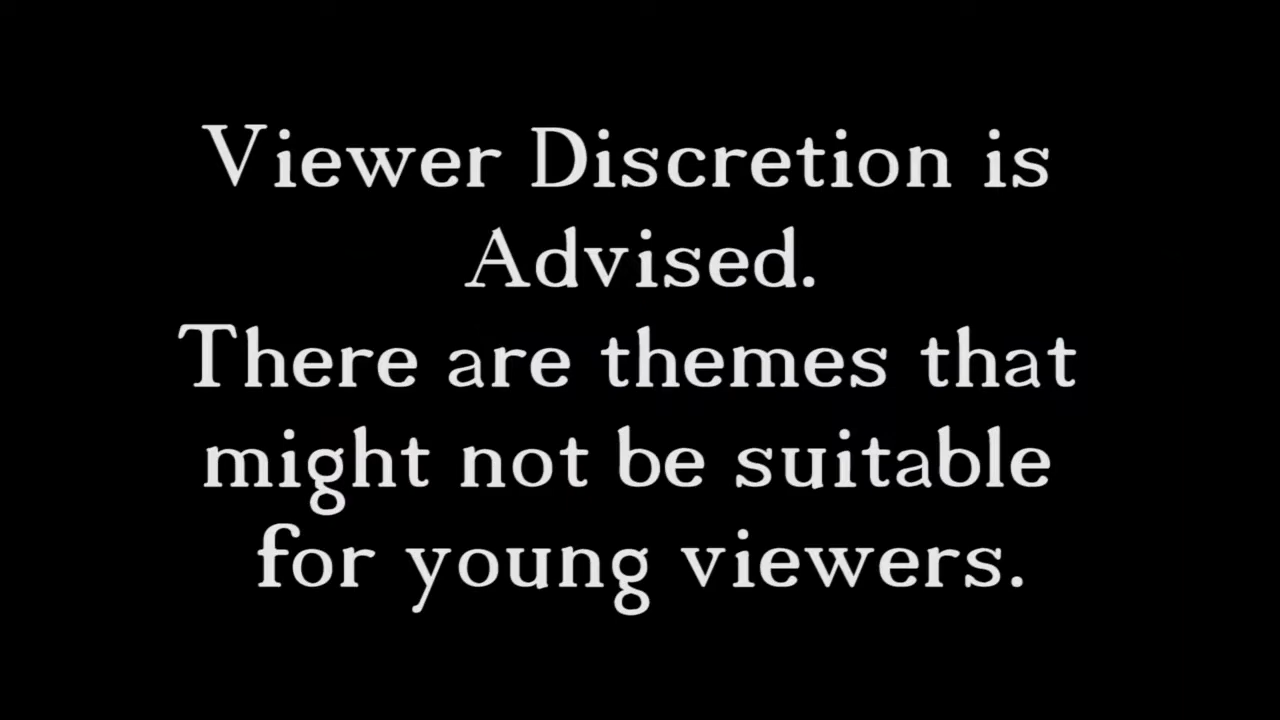 Viewer Discretion is
Advised.
There are themes that
might not be suitable
for young viewers.